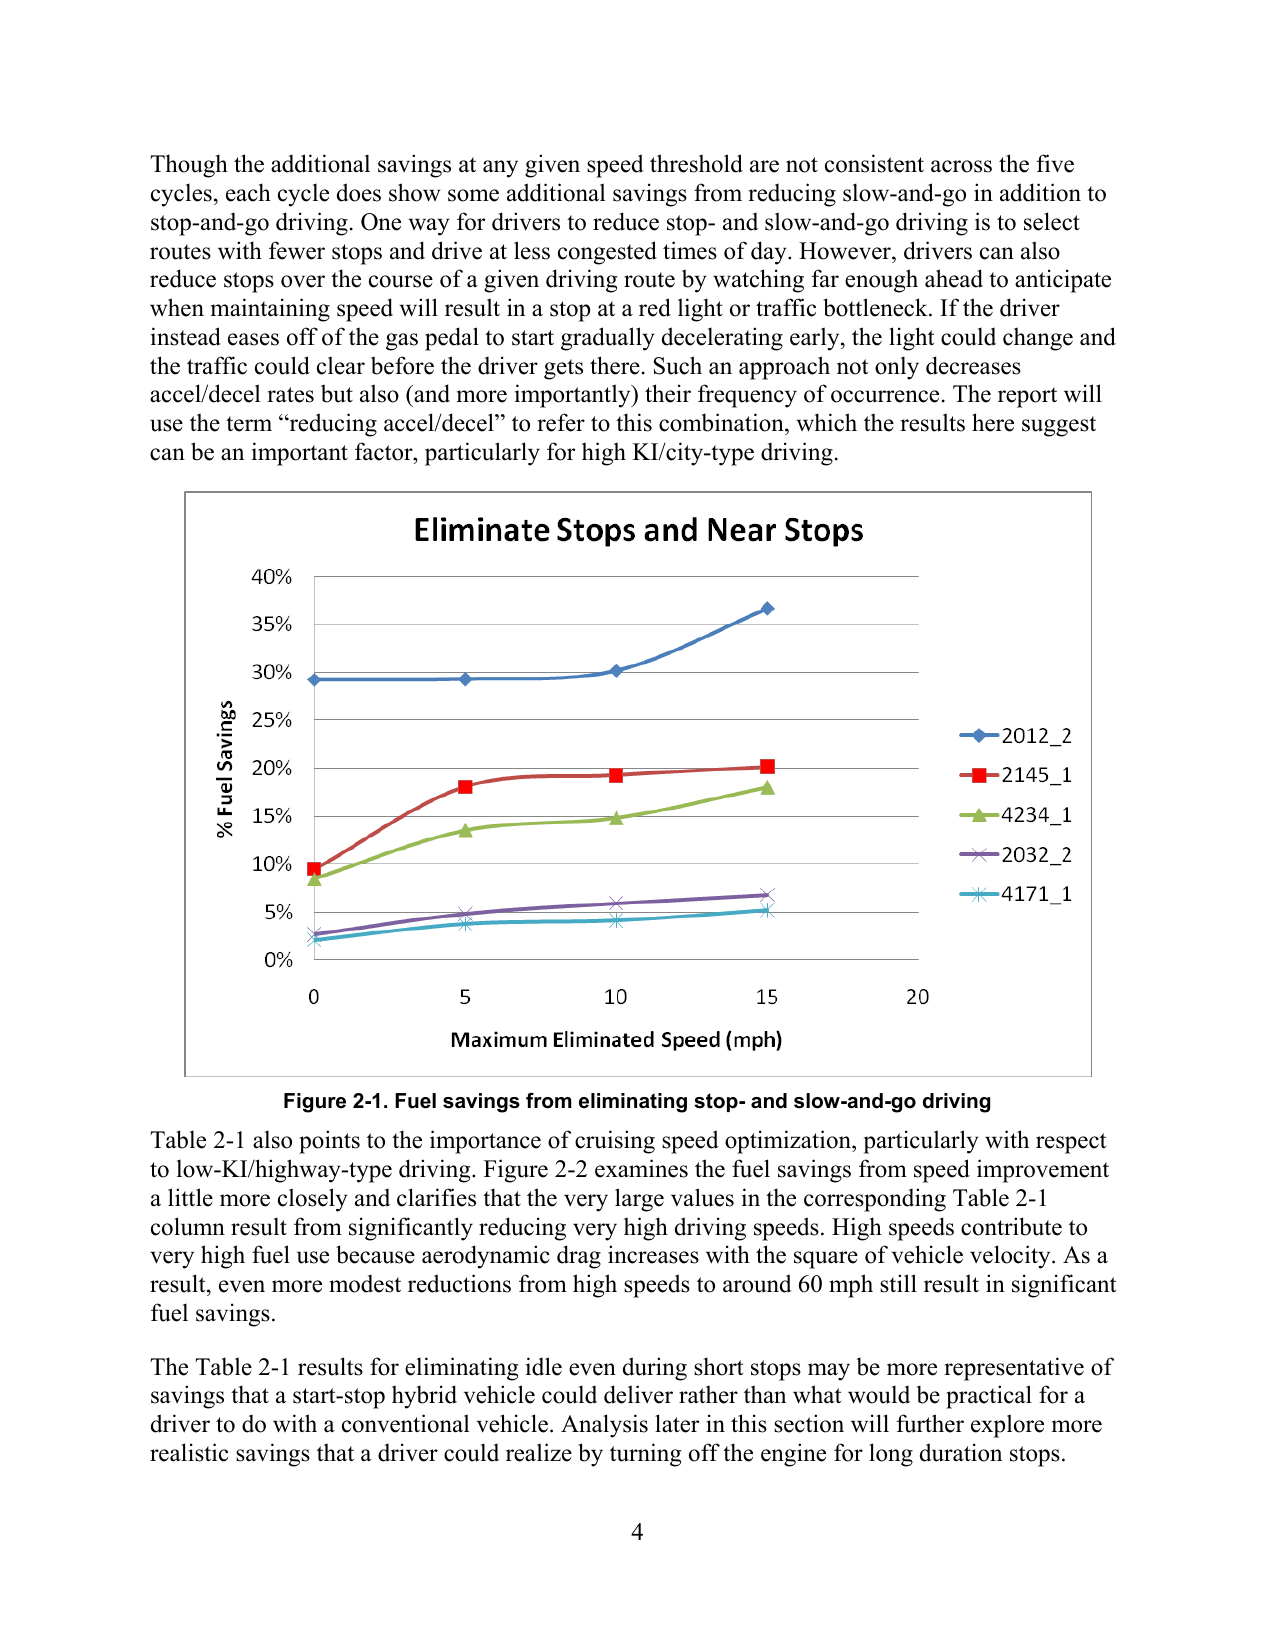 Though the additional savings at any given speed threshold are not consistent across the five
cycles, each cycle does show some additional savings from reducing slow-and-go in addition to
stop-and-go driving. One way for drivers to reduce stop- and slow-and-go driving is to select
routes with fewer stops and drive at less congested times of day. However, drivers can also
reduce stops over the course of a given driving route by watching far enough ahead to anticipate
when maintaining speed will result in a stop at a red light or traffic bottleneck. If the driver
instead eases off of the gas pedal to start gradually decelerating early, the light could change and
the traffic could clear before the driver gets there. Such an approach not only decreases
accel/decel rates but also (and more importantly) their frequency of occurrence. The report will
use the term “reducing accel/decel” to refer to this combination, which the results here suggest
can be an important factor, particularly for high KI/city-type driving.
Eliminate Stops and Near Stops
% Fuel Savings
40%
35%
30%
25%
20%
15%
10%
5%
0%
0 5 10 15 20
Maximum Eliminated Speed (mph)
2012_2
2145_1
4234_1
2032_2
4171_1
Figure 2-1. Fuel savings from eliminating stop- and slow-and-go driving
Table 2-1 also points to the importance of cruising speed optimization, particularly with respect
to low-KI/highway-type driving. Figure 2-2 examines the fuel savings from speed improvement
a little more closely and clarifies that the very large values in the corresponding Table 2-1
column result from significantly reducing very high driving speeds. High speeds contribute to
very high fuel use because aerodynamic drag increases with the square of vehicle velocity. As a
result, even more modest reductions from high speeds to around 60 mph still result in significant
fuel savings.
The Table 2-1 results for eliminating idle even during short stops may be more representative of
savings that a start-stop hybrid vehicle could deliver rather than what would be practical for a
driver to do with a conventional vehicle. Analysis later in this section will further explore more
realistic savings that a driver could realize by turning off the engine for long duration stops.
4